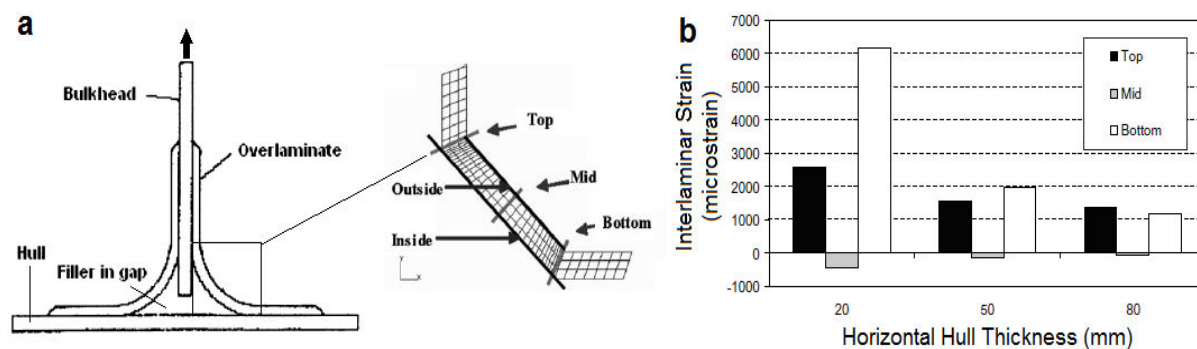 a
Bulkhead
Overlaminate
Hull
Filler in gap
Top
Mid
Outside
Bottom
Inside
Y
X
b
Interlaminar Strain
(microstrain)
7000
6000
5000
4000
3000
2000
1000
0
-1000
Top
Mid
Bottom
20
50
80
Horizontal Hull Thickness (mm)